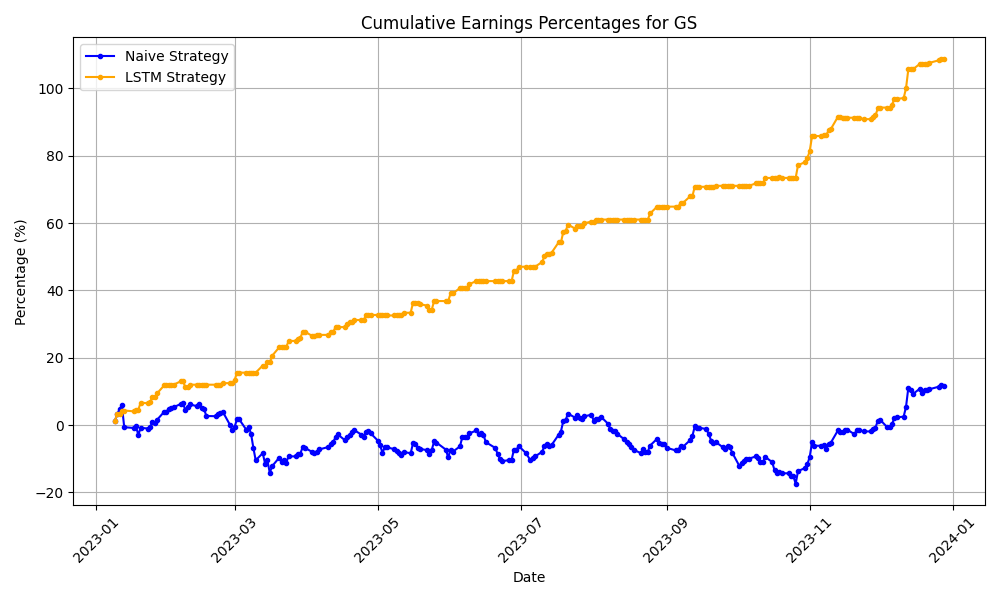 Cumulative Earnings Percentages for GS
Naive Strategy
LSTM Strategy
Percentage (%)
100
80
60
40
20
0
−20
2023-01
2023-03
2023-05
2023-07
2023-09
2023-11
2024-01
Date